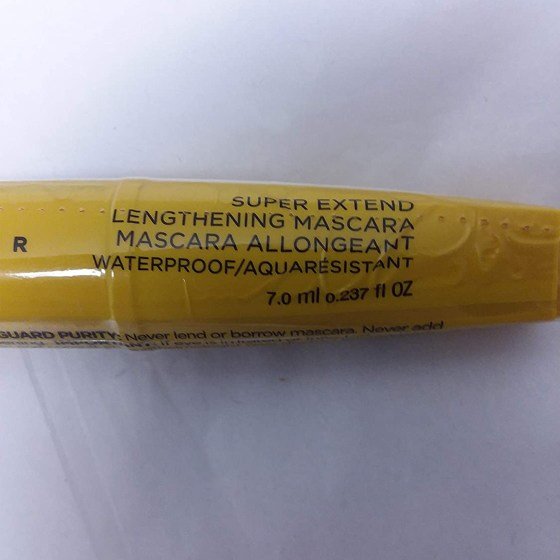 SUPER EXTEND
LENGTHENING MASCARA
R
MASCARA ALLONGEANT
WATERPROOF/AQUARÉSISTANT
7.0 ml 0.237 fl OZ
GUARD PURITY: Never lend or borrow mascara. Never add